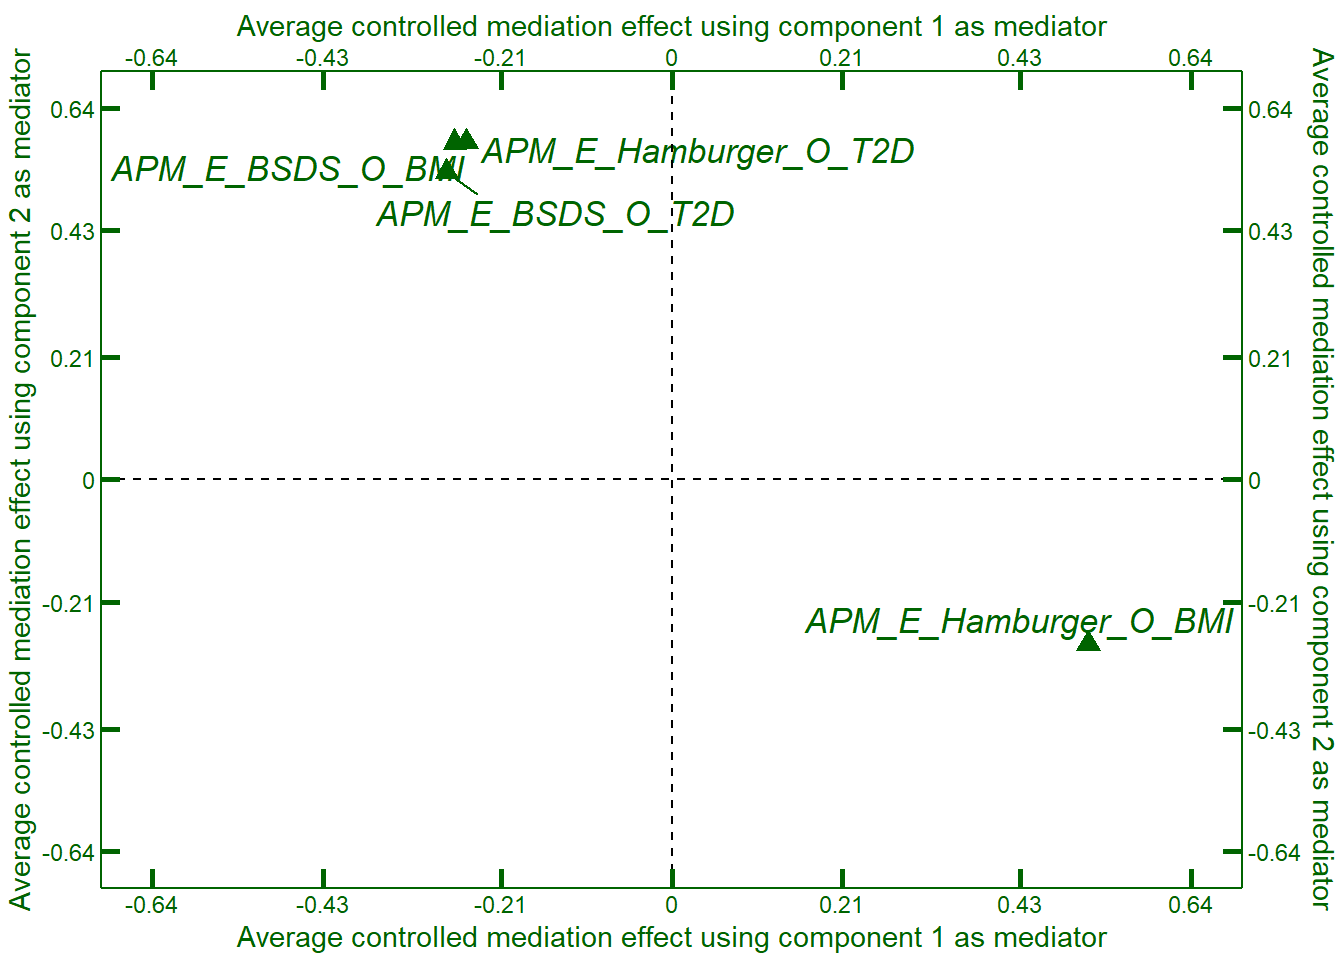 Average controlled mediation effect using component 1 as mediator
-0.64 -0.43 -0.21 0 0.21 0.43 0.64
Average controlled mediation effect using component 2 as mediator
0.64
0.43
0.21
0
-0.21
-0.43
-0.64
APM_E_Hamburger_O_T2D
APM_E_BSDS_O_BMI
APM_E_BSDS_O_T2D
APM_E_Hamburger_O_BMI
0.64
0.43
0.21
0
-0.21
-0.43
-0.64
Average controlled mediation effect using component 2 as mediator
-0.64 -0.43 -0.21 0 0.21 0.43 0.64
Average controlled mediation effect using component 1 as mediator